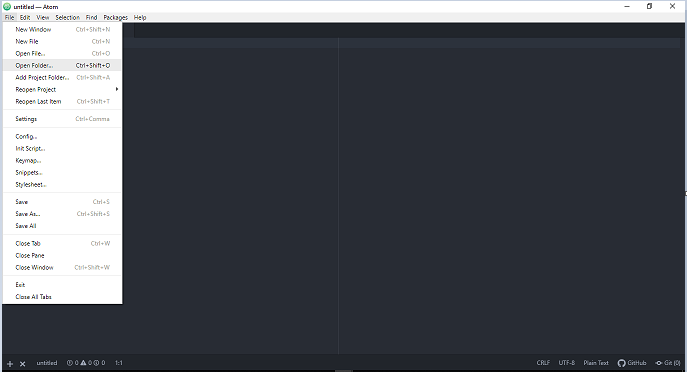 untitled — Atom
File Edit View Selection Find Packages Help
New Window Ctrl+Shift+N
New File Ctrl+N
Open File... Ctrl+O
Open Folder... Ctrl+Shift+O
Add Project Folder... Ctrl+Shift+A
Reopen Project
Reopen Last Item Ctrl+Shift+T
Settings Ctrl+Comma
Config...
Init Script...
Keymap...
Snippets...
Stylesheet...
Save Ctrl+S
Save As... Ctrl+Shift+S
Save All
Close Tab Ctrl+W
Close Pane
Close Window Ctrl+Shift+W
Exit
Close All Tabs
untitled 0 0 0 1:1 CRLF UTF-8 Plain Text GitHub Git (0)